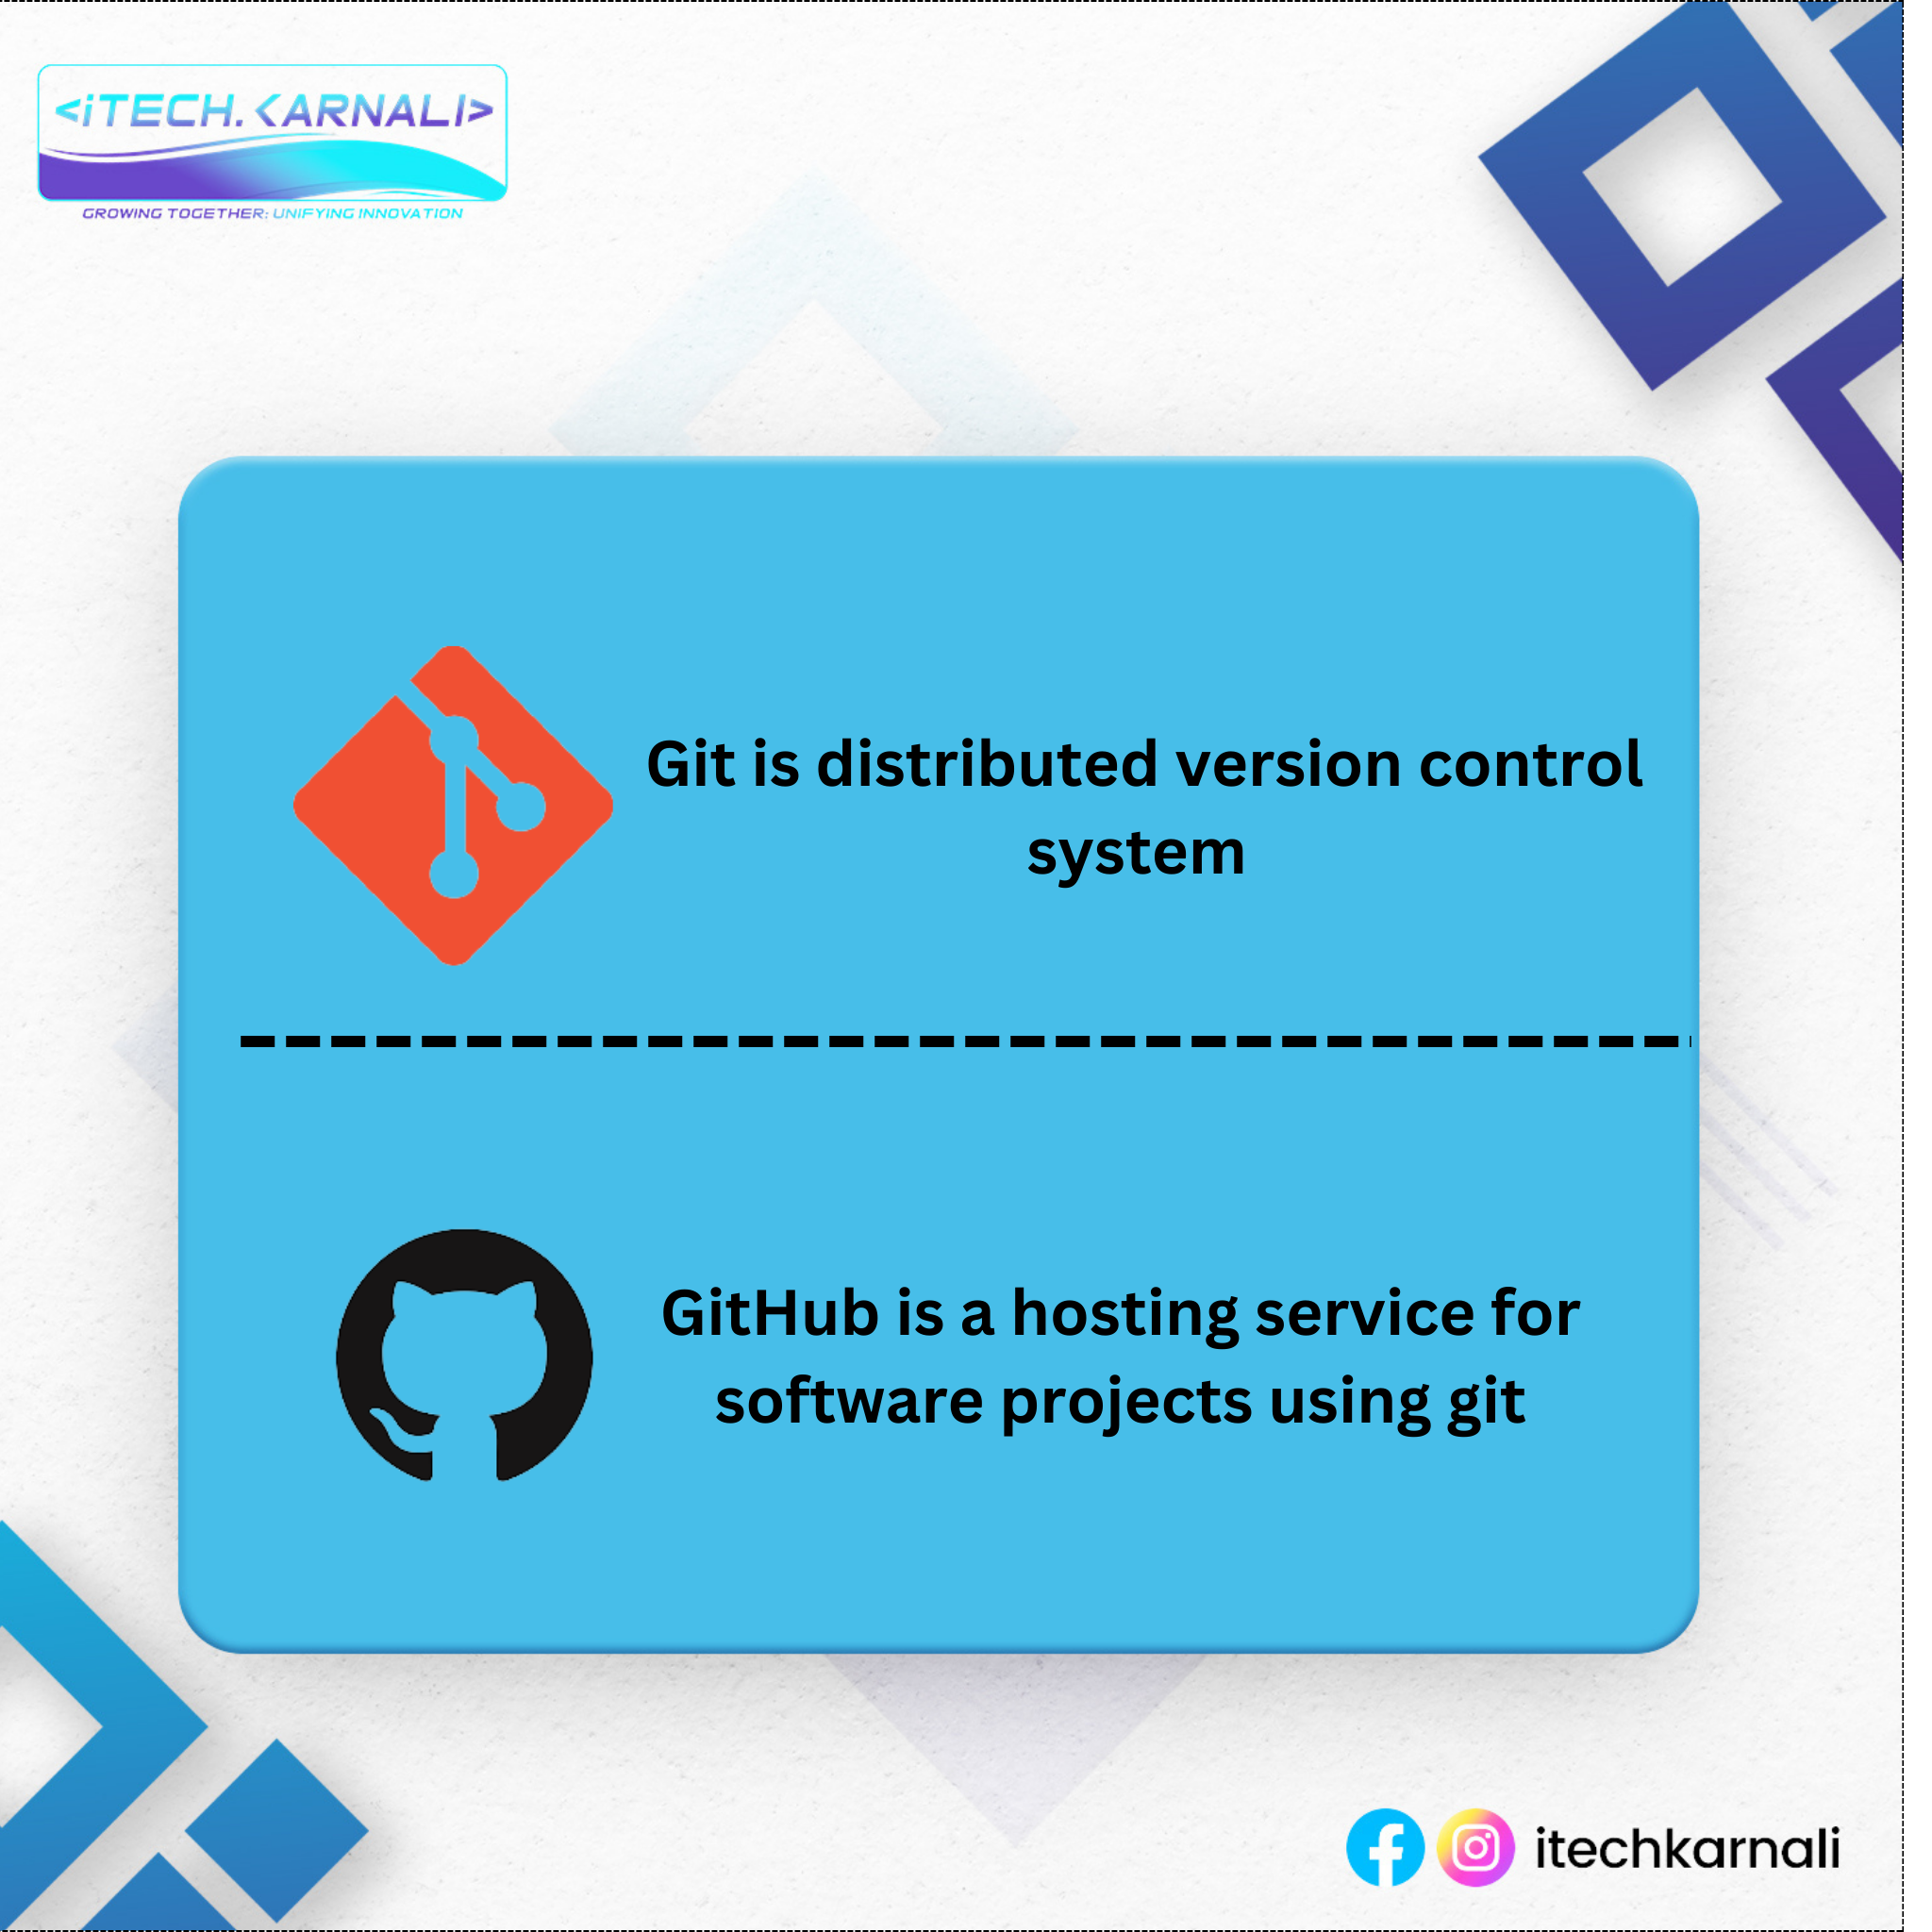 <iTECH.KARNALI>
GROWING TOGETHER: UNIFYING INNOVATION
Git is distributed version control
system
GitHub is a hosting service for
software projects using git
itechkarnali